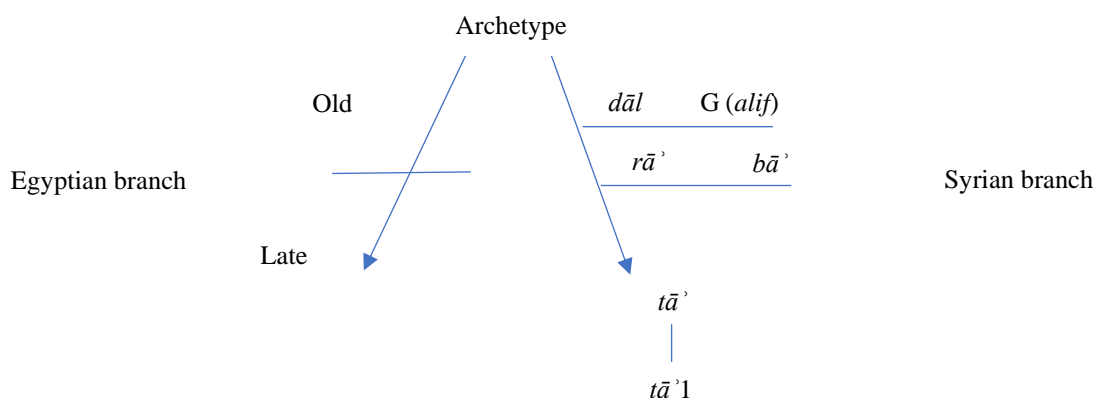 Archetype
Old dāl G (alif)
Egyptian branch rāʾ bāʾ Syrian branch
Late
tāʾ
tāʾ1